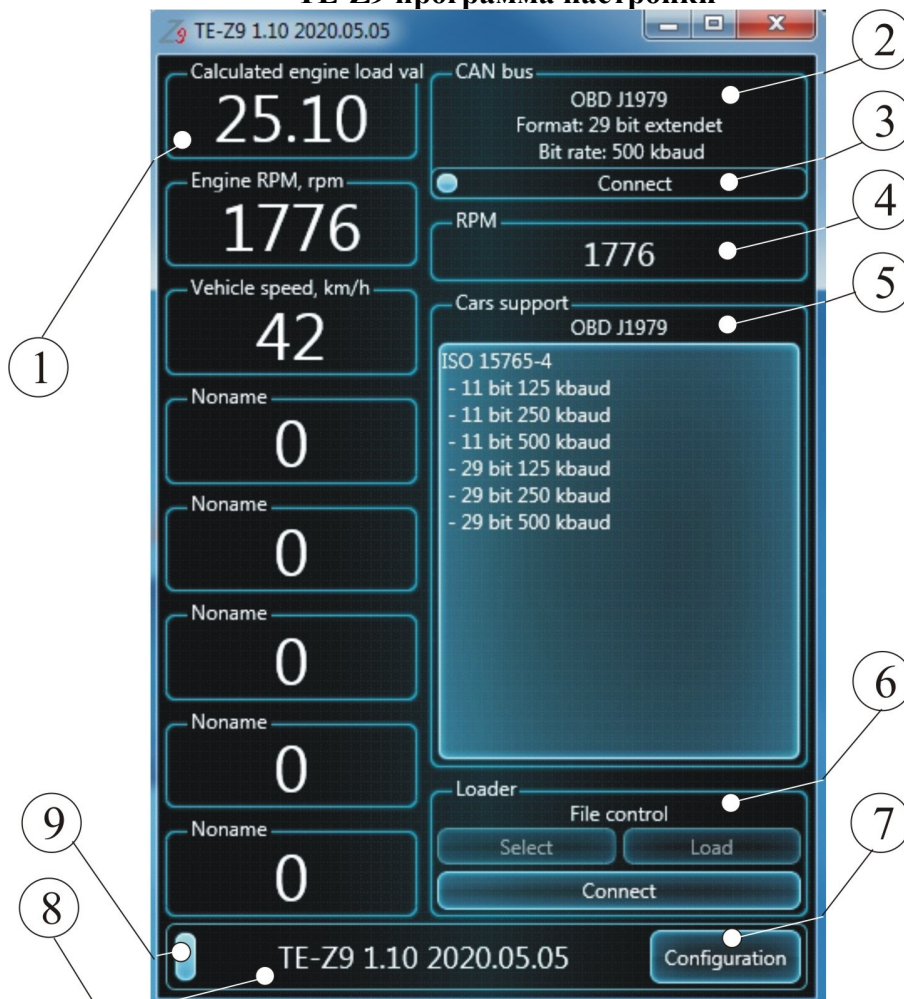 TE-Z9 программа настройки
Z9 TE-Z9 1.10 2020.05.05
Calculated engine load val
25.10
Engine RPM, rpm
1776
Vehicle speed, km/h
42
Noname
0
Noname
0
Noname
0
Noname
0
Noname
0
CAN bus
OBD J1979
Format: 29 bit extendet
Bit rate: 500 kbaud
Connect
RPM
1776
Cars support
OBD J1979
ISO 15765-4
- 11 bit 125 kbaud
- 11 bit 250 kbaud
- 11 bit 500 kbaud
- 29 bit 125 kbaud
- 29 bit 250 kbaud
- 29 bit 500 kbaud
Loader
File control
Select Load
Connect
TE-Z9 1.10 2020.05.05 Configuration
1
2
3
4
5
6
7
8
9